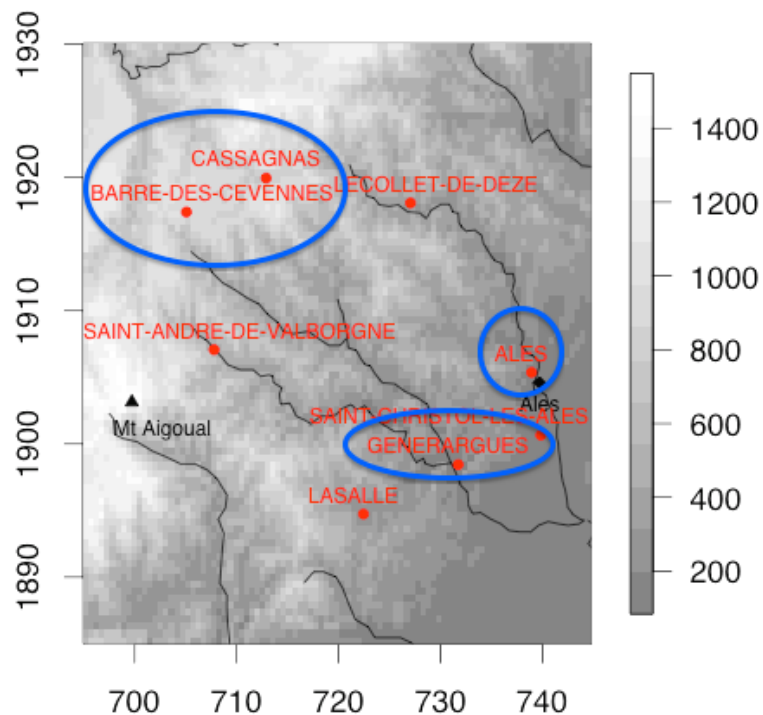 1930
1920
1910
1900
1890
CASSAGNAS
BARRE-DES-CEVENNES
LECOLLET-DE-DEZE
SAINT-ANDRE-DE-VALBORGNE
ALES
Ales
Mt Aigoual
SAINT-CHRISTOL-LES-ALES
GENERARGUES
LASALLE
700 710 720 730 740
1400
1200
1000
800
600
400
200